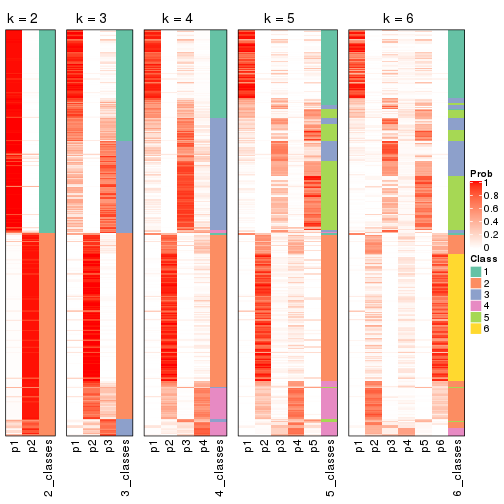 k = 2
k = 3
k = 4
k = 5
k = 6
Prob
1
0.8
0.6
0.4
0.2
0
Class
1
2
3
4
5
6
p1
p2
2_classes
p1
p2
p3
3_classes
p1
p2
p3
p4
4_classes
p1
p2
p3
p4
p5
5_classes
p1
p2
p3
p4
p5
p6
6_classes